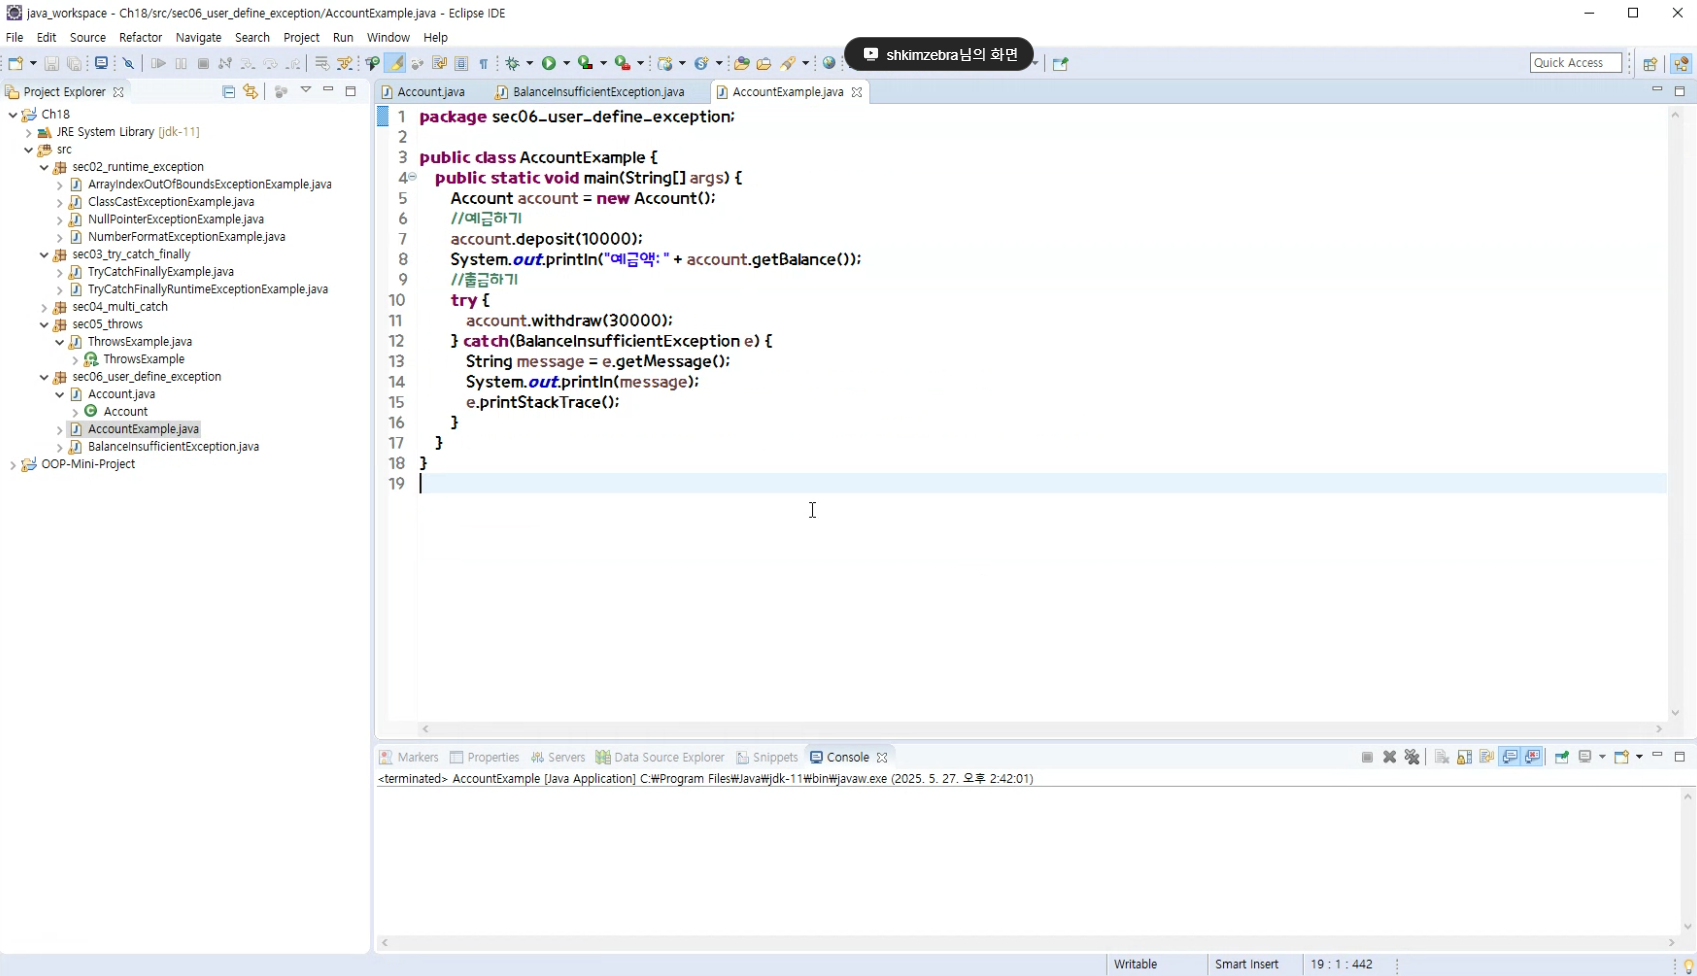 java_workspace - Ch18/src/sec06_user_define_exception/AccountExample.java - Eclipse IDE
File Edit Source Refactor Navigate Search Project Run Window Help
shkimzebra님의 화면
Quick Access
Project Explorer
Account.java BalanceInsufficientException.java AccountExample.java
Ch18
JRE System Library [jdk-11]
src
sec02_runtime_exception
ArrayIndexOutOfBoundsExceptionExample.java
ClassCastExceptionExample.java
NullPointerExceptionExample.java
NumberFormatExceptionExample.java
sec03_try_catch_finally
TryCatchFinallyExample.java
TryCatchFinallyRuntimeExceptionExample.java
sec04_multi_catch
sec05_throws
ThrowsExample.java
ThrowsExample
sec06_user_define_exception
Account.java
Account
AccountExample.java
BalanceInsufficientException.java
OOP-Mini-Project
1 package sec06_user_define_exception;
2
3 public class AccountExample {
4 public static void main(String[] args) {
5 Account account = new Account();
6 //예금하기
7 account.deposit(10000);
8 System.out.println("예금액: " + account.getBalance());
9 //출금하기
10 try {
11 account.withdraw(30000);
12 } catch(BalanceInsufficientException e) {
13 String message = e.getMessage();
14 System.out.println(message);
15 e.printStackTrace();
16 }
17 }
18 }
19
Markers Properties Servers Data Source Explorer Snippets Console
<terminated> AccountExample [Java Application] C:₩Program Files₩Java₩jdk-11₩bin₩javaw.exe (2025. 5. 27. 오후 2:42:01)
Writable Smart Insert 19 : 1 : 442